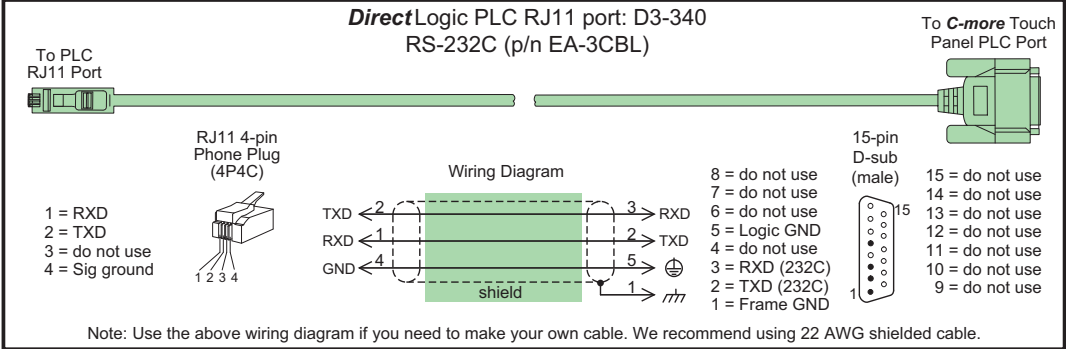 DirectLogic PLC RJ11 port: D3-340
RS-232C (p/n EA-3CBL)
To PLC
RJ11 Port
To C-more Touch
Panel PLC Port
RJ11 4-pin
Phone Plug
(4P4C)
1 = RXD
2 = TXD
3 = do not use
4 = Sig ground
1 2 3 4
Wiring Diagram
TXD 2 3 RXD
RXD 1 2 TXD
GND 4 5
shield 1
8 = do not use
7 = do not use
6 = do not use
5 = Logic GND
4 = do not use
3 = RXD (232C)
2 = TXD (232C)
1 = Frame GND
15-pin
D-sub
(male)
15
1
15 = do not use
14 = do not use
13 = do not use
12 = do not use
11 = do not use
10 = do not use
9 = do not use
Note: Use the above wiring diagram if you need to make your own cable. We recommend using 22 AWG shielded cable.